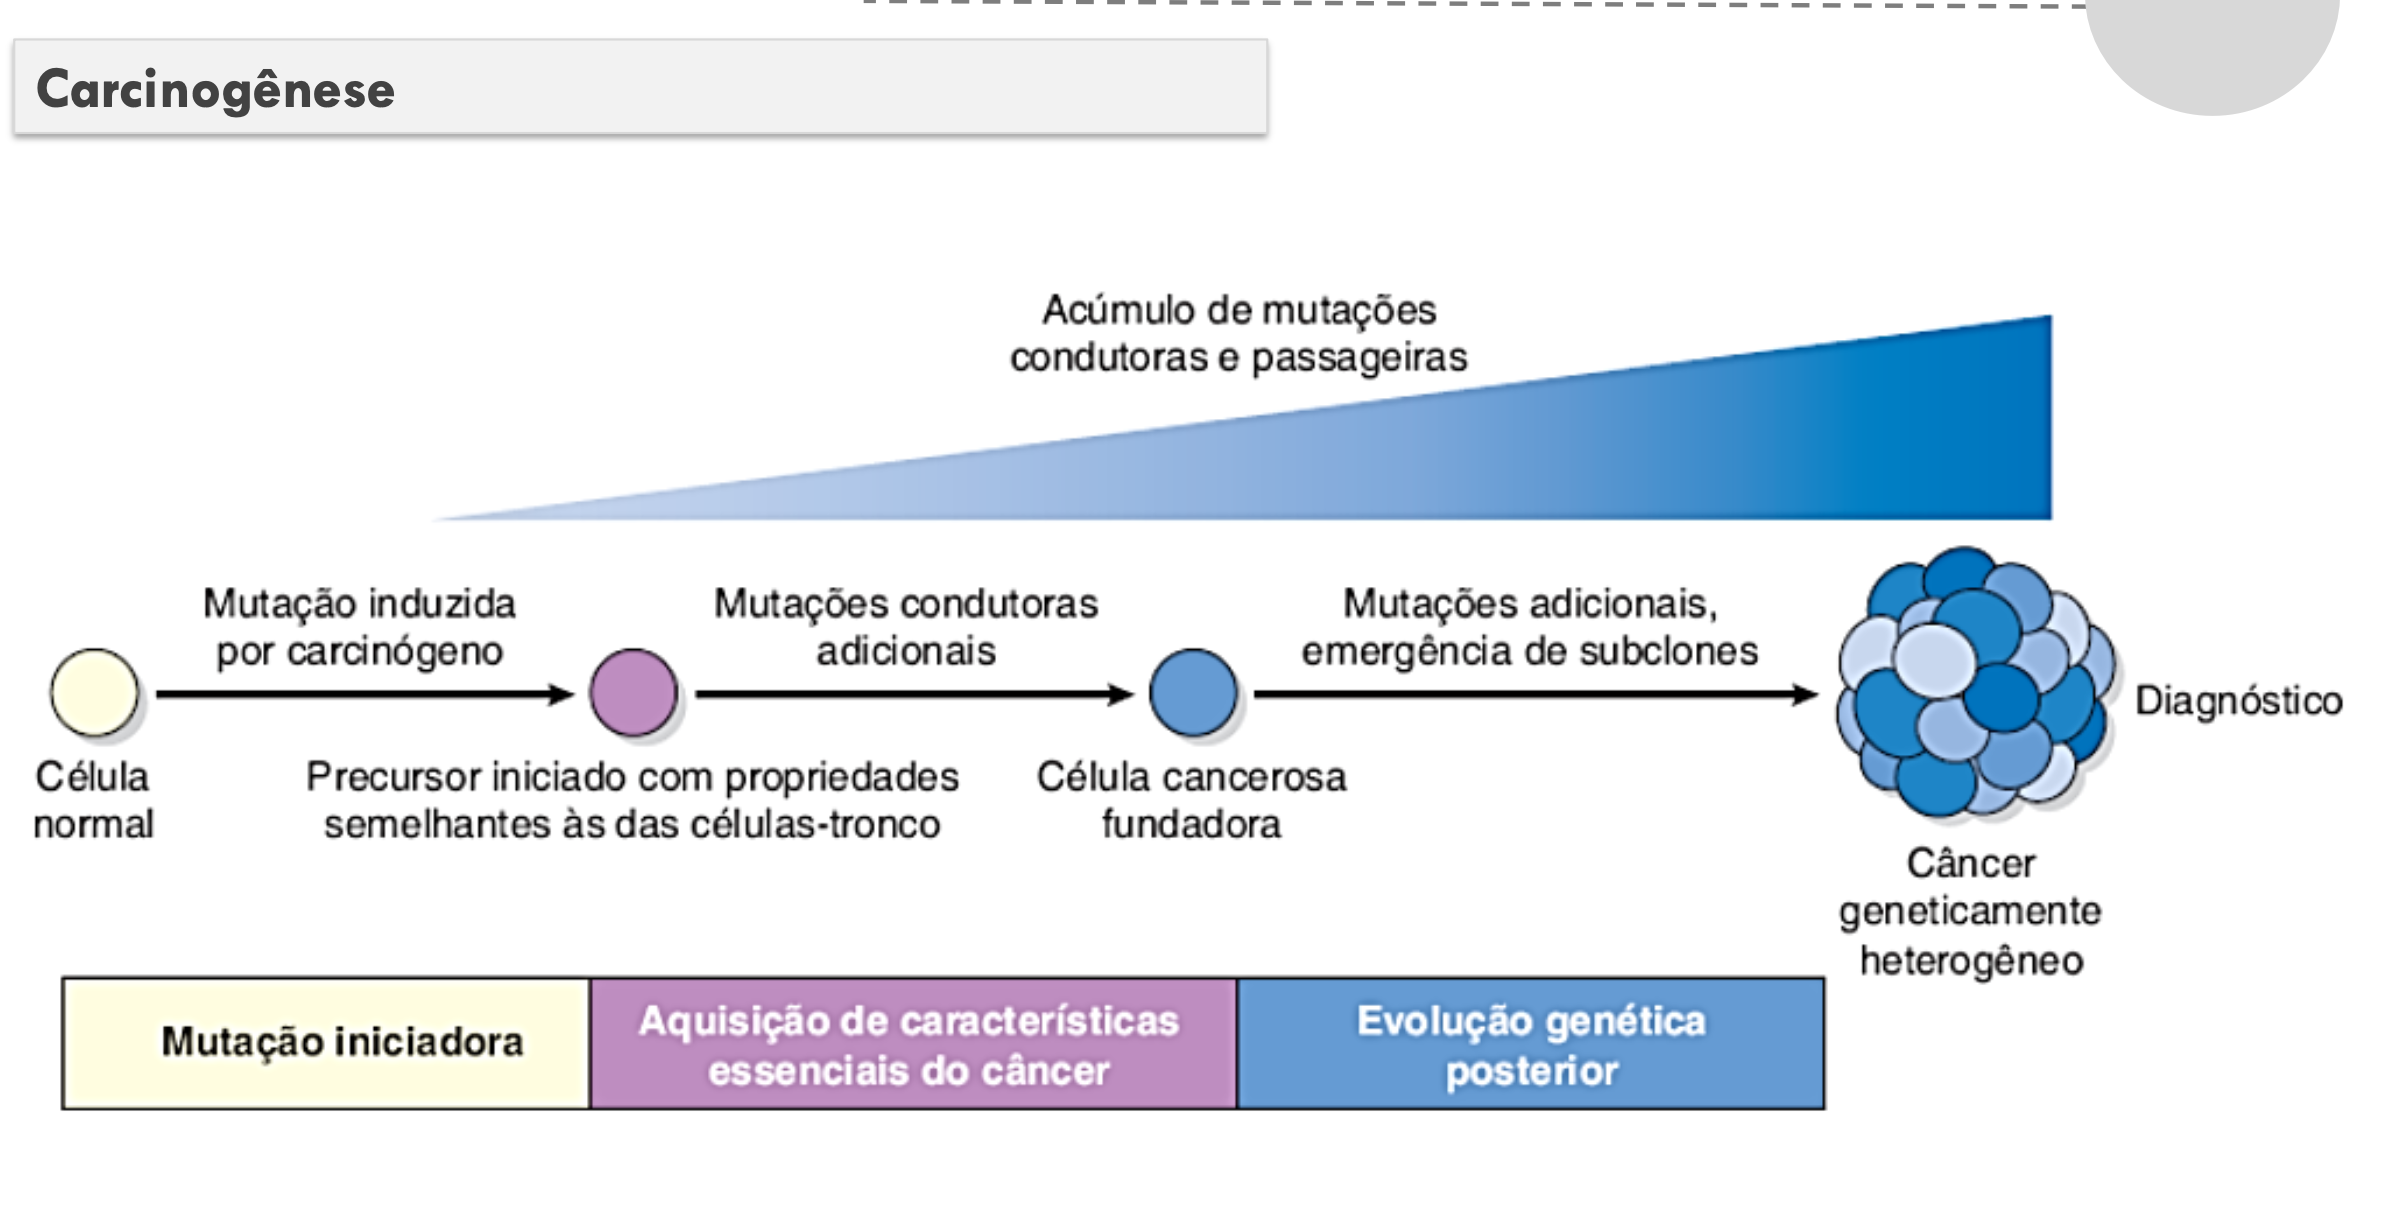 Carcinogênese
Acúmulo de mutações
condutoras e passageiras
Mutação induzida
por carcinógeno
Mutações condutoras
adicionais
Mutações adicionais,
emergência de subclones
Diagnóstico
Célula
normal
Precursor iniciado com propriedades
semelhantes às das células-tronco
Célula cancerosa
fundadora
Câncer
geneticamente
heterogêneo
Mutação iniciadora
Aquisição de características
essenciais do câncer
Evolução genética
posterior